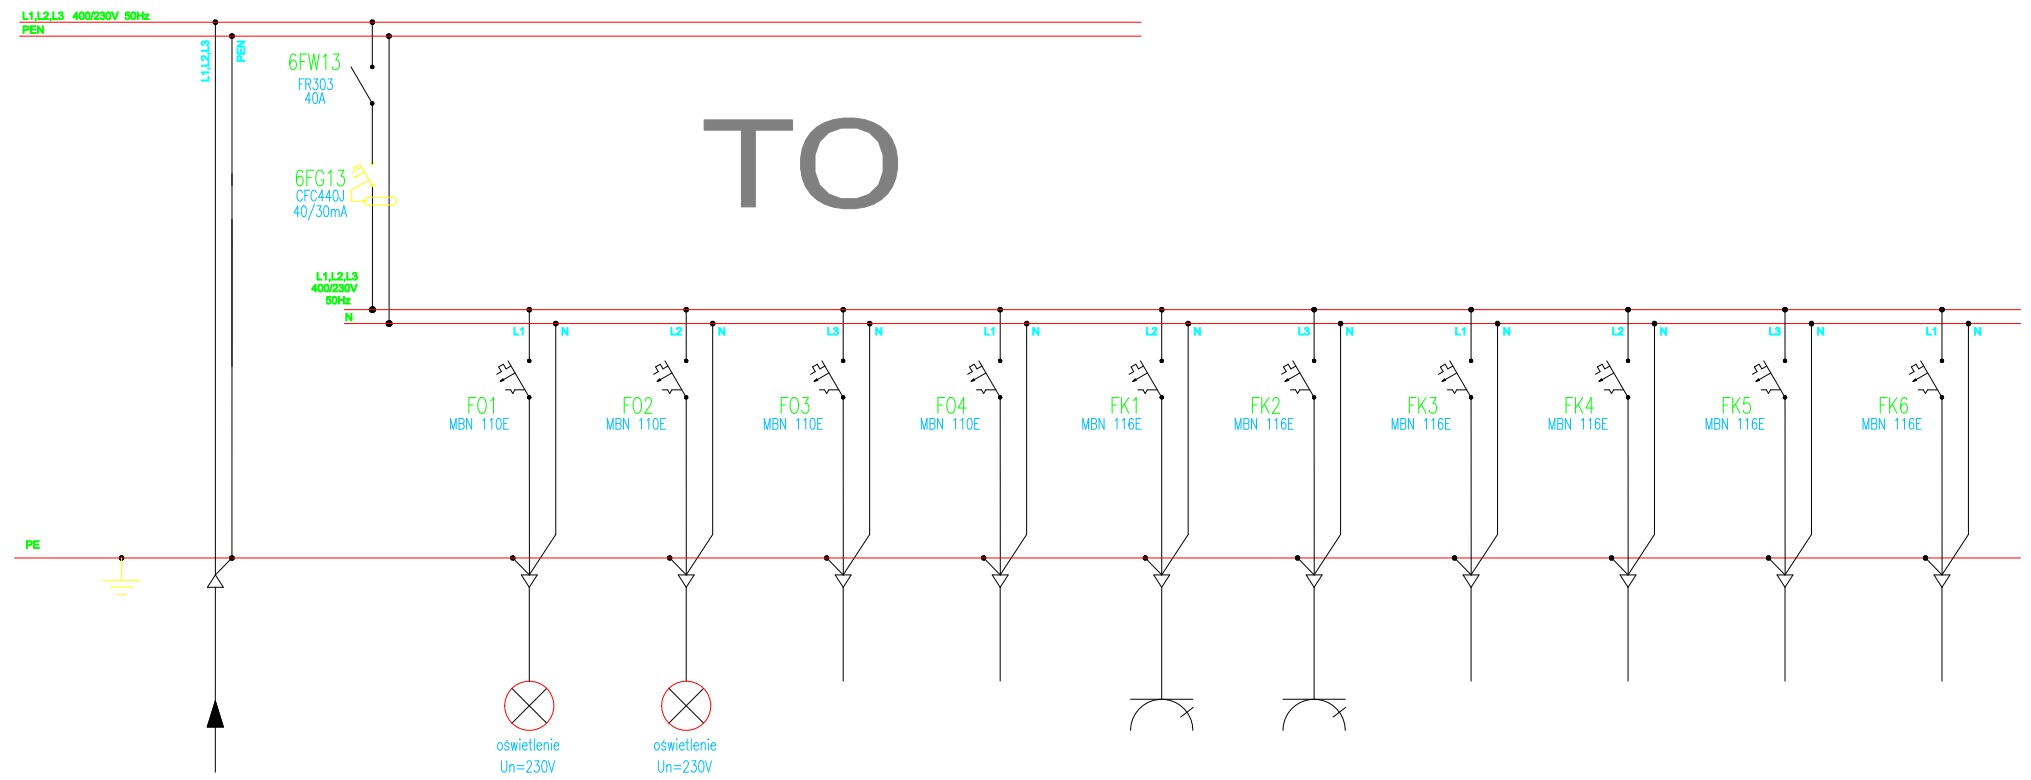 L1,L2,L3 400/230V 50Hz
PEN
L1,L2,L3
PEN
6FW13
FR303
40A
TO
6FG13
CFC440J
40/30mA
L1,L2,L3
400/230V
50Hz
N
L1 N L2 N L3 N L1 N L2 N L3 N L1 N L2 N L3 N L1 N
FO1 FO2 FO3 FO4 FK1 FK2 FK3 FK4 FK5 FK6
MBN 110E MBN 110E MBN 110E MBN 110E MBN 116E MBN 116E MBN 116E MBN 116E MBN 116E MBN 116E
PE
oświetlenie oświetlenie
Un=230V Un=230V